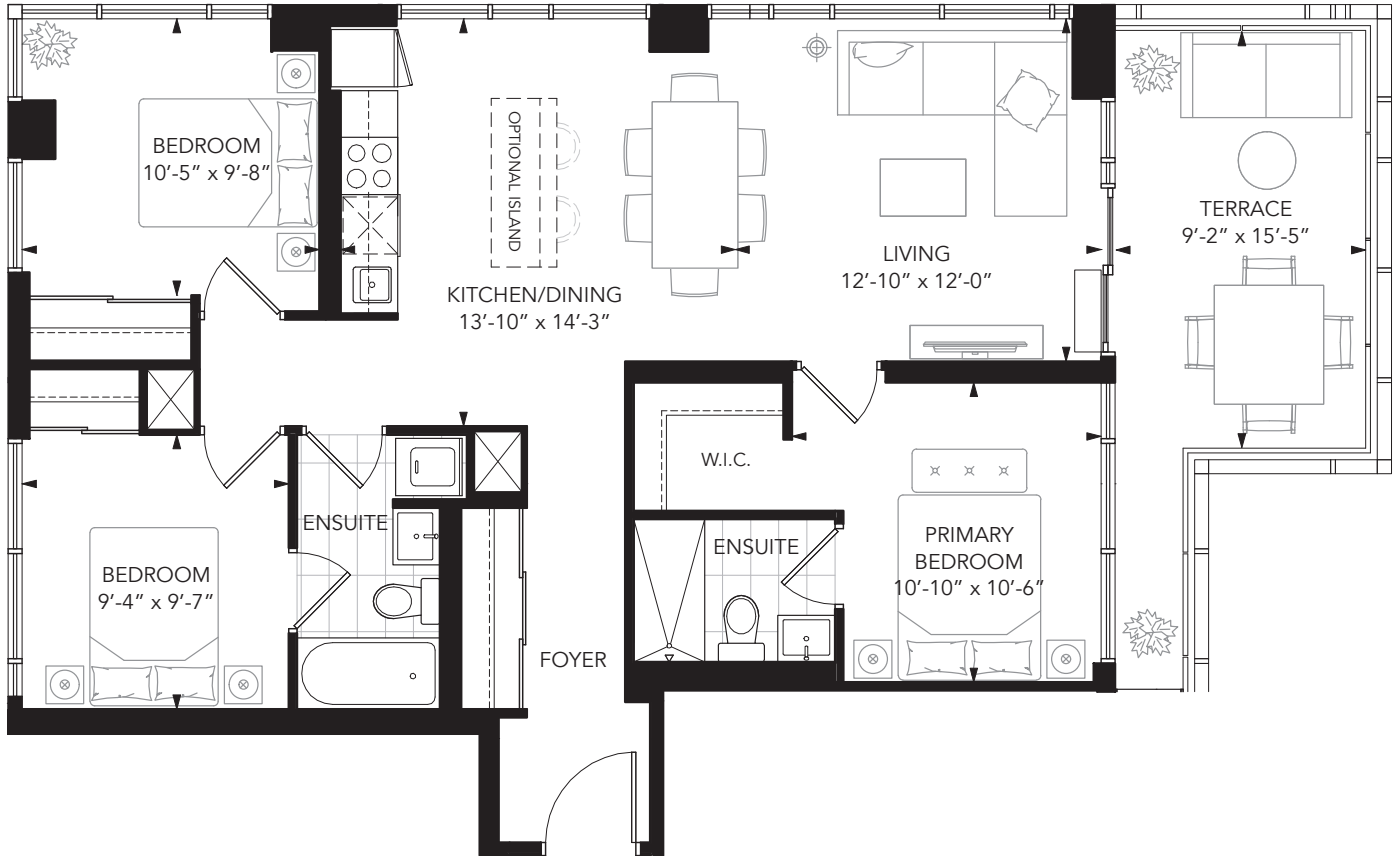 BEDROOM
10'-5” x 9'-8”
OPTIONAL ISLAND
KITCHEN/DINING
13'-10” x 14'-3”
LIVING
12'-10” x 12'-0”
TERRACE
9'-2” x 15'-5”
W.I.C.
ENSUITE
BEDROOM
9'-4” x 9'-7”
ENSUITE
PRIMARY
BEDROOM
10'-10” x 10'-6”
FOYER